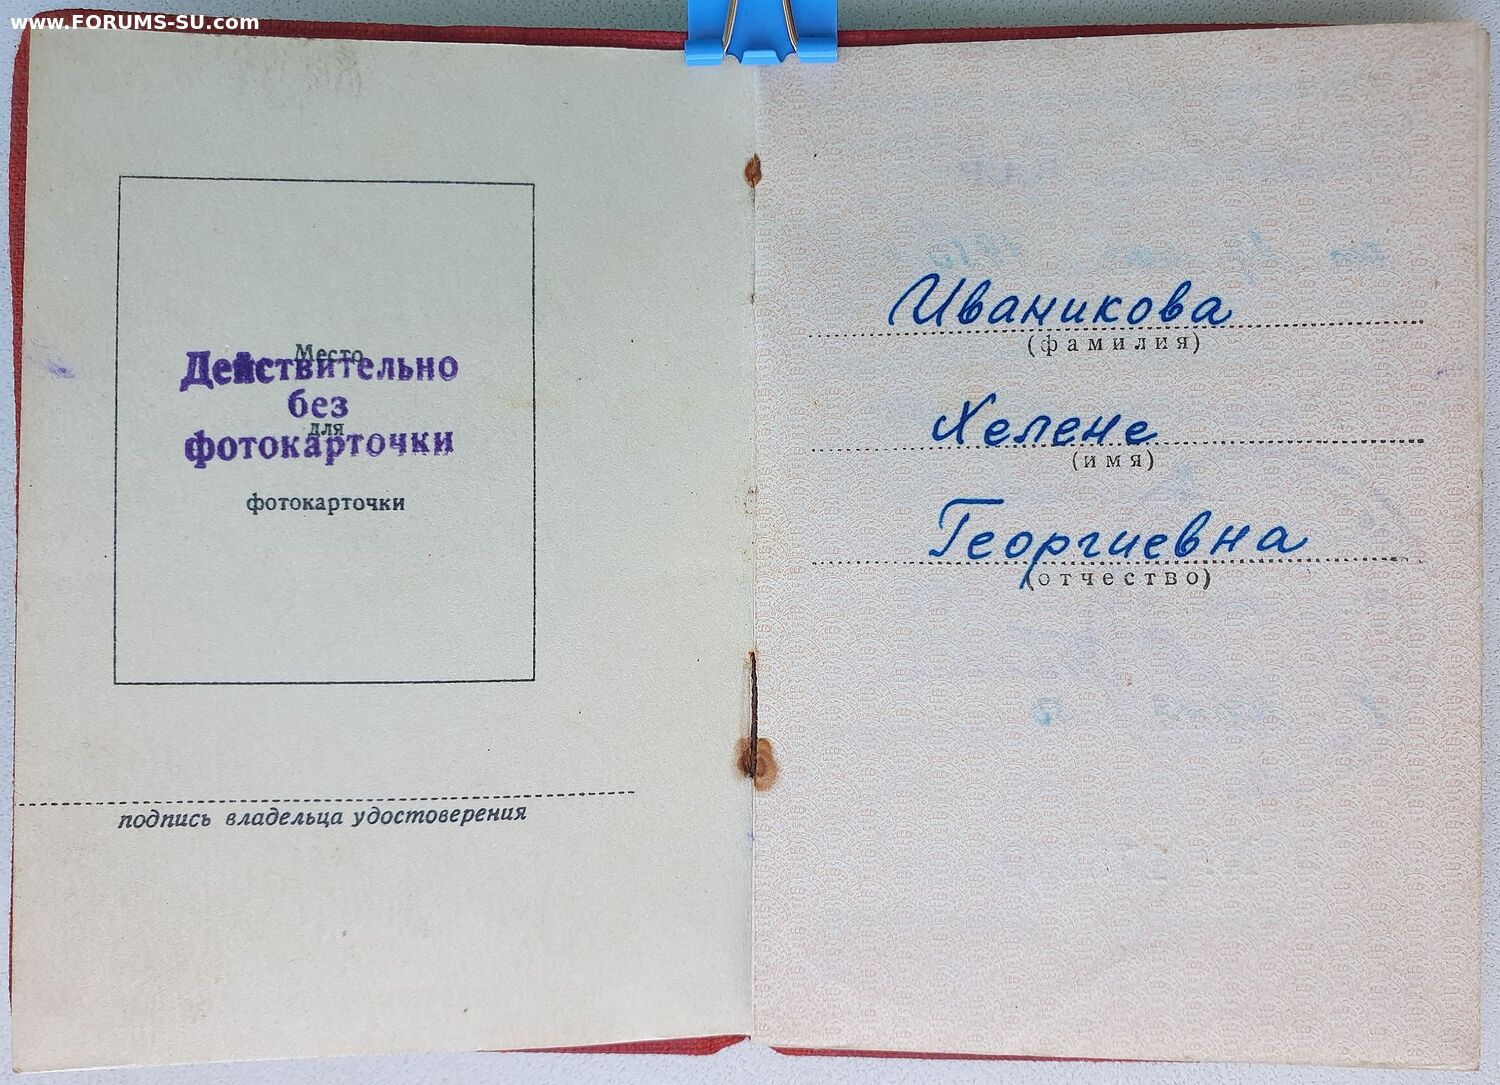 www.FORUMS-SU.com
Место
Действительно
без
для
фотокарточки
фотокарточки
подпись владельца удостоверения
Иваникова
(фамилия)
Хелене
(имя)
Георгиевна
(отчество)